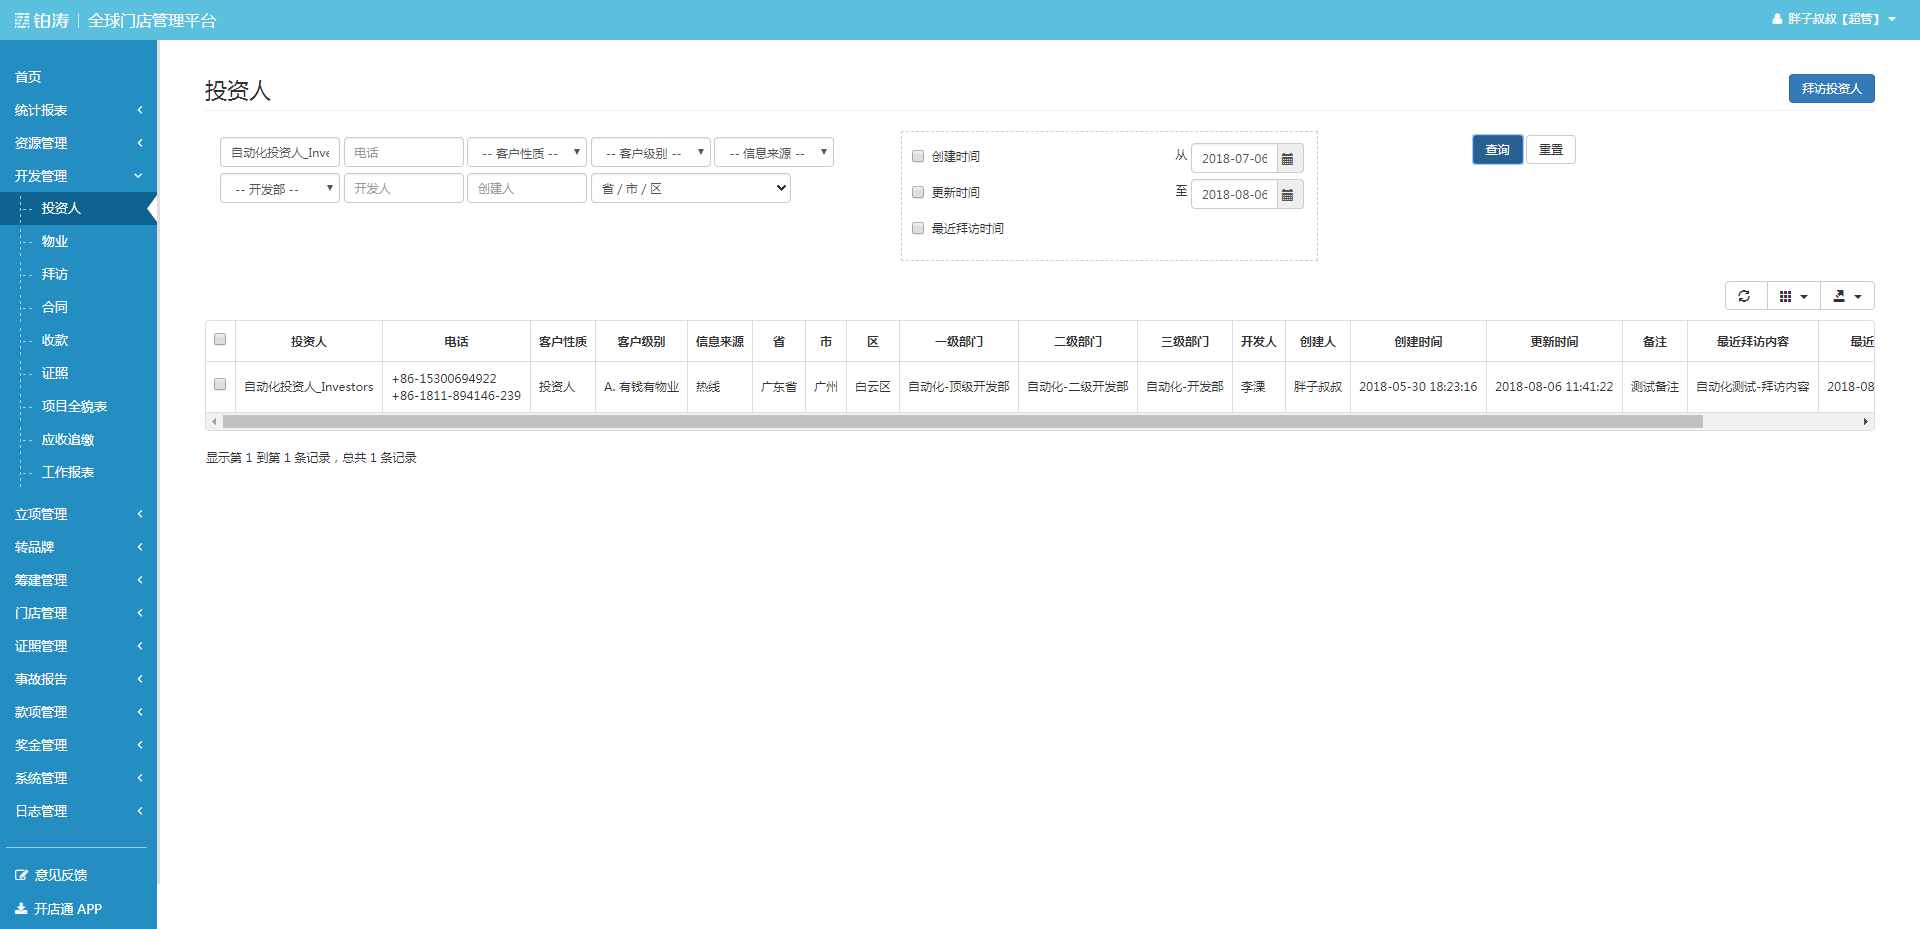 铂涛 | 全球门店管理平台
胖子叔叔【超管】
首页
统计报表
资源管理
开发管理
投资人
物业
拜访
合同
收款
证照
项目全貌表
应收追缴
工作报表
立项管理
转品牌
筹建管理
门店管理
证照管理
事故报告
款项管理
奖金管理
系统管理
日志管理
意见反馈
开店通 APP
投资人
拜访投资人
自动化投资人_Inve 电话 -- 客户性质 -- -- 客户级别 -- -- 信息来源 --
-- 开发部 -- 开发人 创建人 省 / 市 / 区
创建时间 从 2018-07-06
更新时间 至 2018-08-06
最近拜访时间
查询 重置
投资人 电话 客户性质 客户级别 信息来源 省 市 区 一级部门 二级部门 三级部门 开发人 创建人 创建时间 更新时间 备注 最近拜访内容 最近
自动化投资人_Investors +86-15300694922 投资人 A. 有钱有物业 热线 广东省 广州 白云区 自动化-顶级开发部 自动化-二级开发部 自动化-开发部 李溧 胖子叔叔 2018-05-30 18:23:16 2018-08-06 11:41:22 测试备注 自动化测试-拜访内容 2018-08
+86-1811-894146-239
显示第 1 到第 1 条记录，总共 1 条记录